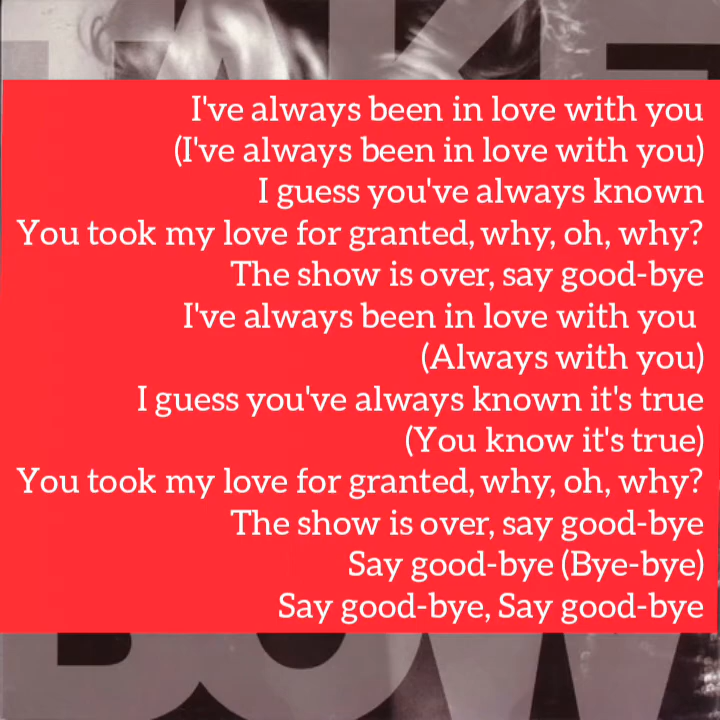 TAKE
I've always been in love with you
(I've always been in love with you)
I guess you've always known
You took my love for granted, why, oh, why?
The show is over, say good-bye
I've always been in love with you
(Always with you)
I guess you've always known it's true
(You know it's true)
You took my love for granted, why, oh, why?
The show is over, say good-bye
Say good-bye (Bye-bye)
Say good-bye, Say good-bye
BOW